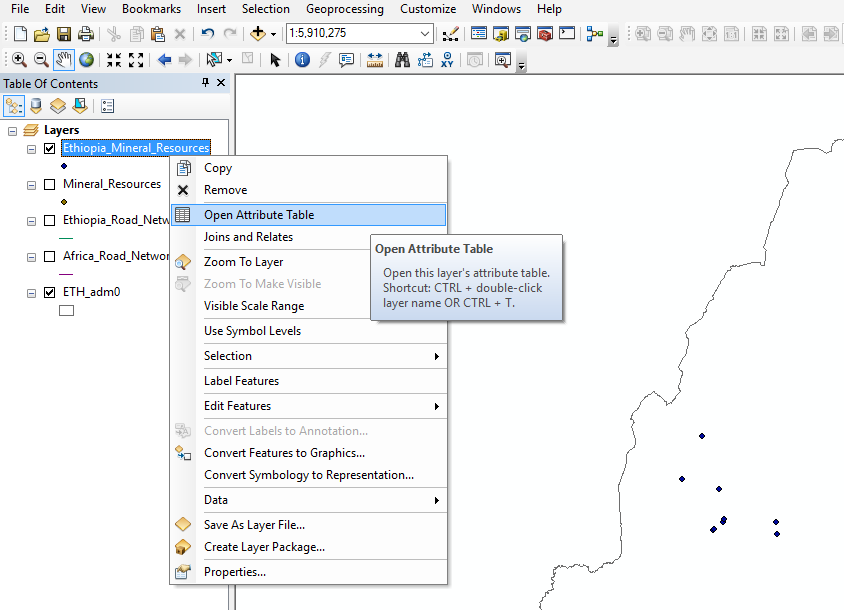 File Edit View Bookmarks Insert Selection Geoprocessing Customize Windows Help
1:5,910,275
Table Of Contents
Layers
Ethiopia_Mineral_Resources
Mineral_Resources
Ethiopia_Road_Netw
Africa_Road_Networ
ETH_adm0
Copy
Remove
Open Attribute Table
Joins and Relates
Zoom To Layer
Zoom To Make Visible
Visible Scale Range
Use Symbol Levels
Selection
Label Features
Edit Features
Convert Labels to Annotation...
Convert Features to Graphics...
Convert Symbology to Representation...
Data
Save As Layer File...
Create Layer Package...
Properties...
Open Attribute Table
Open this layer's attribute table.
Shortcut: CTRL + double-click
layer name OR CTRL + T.